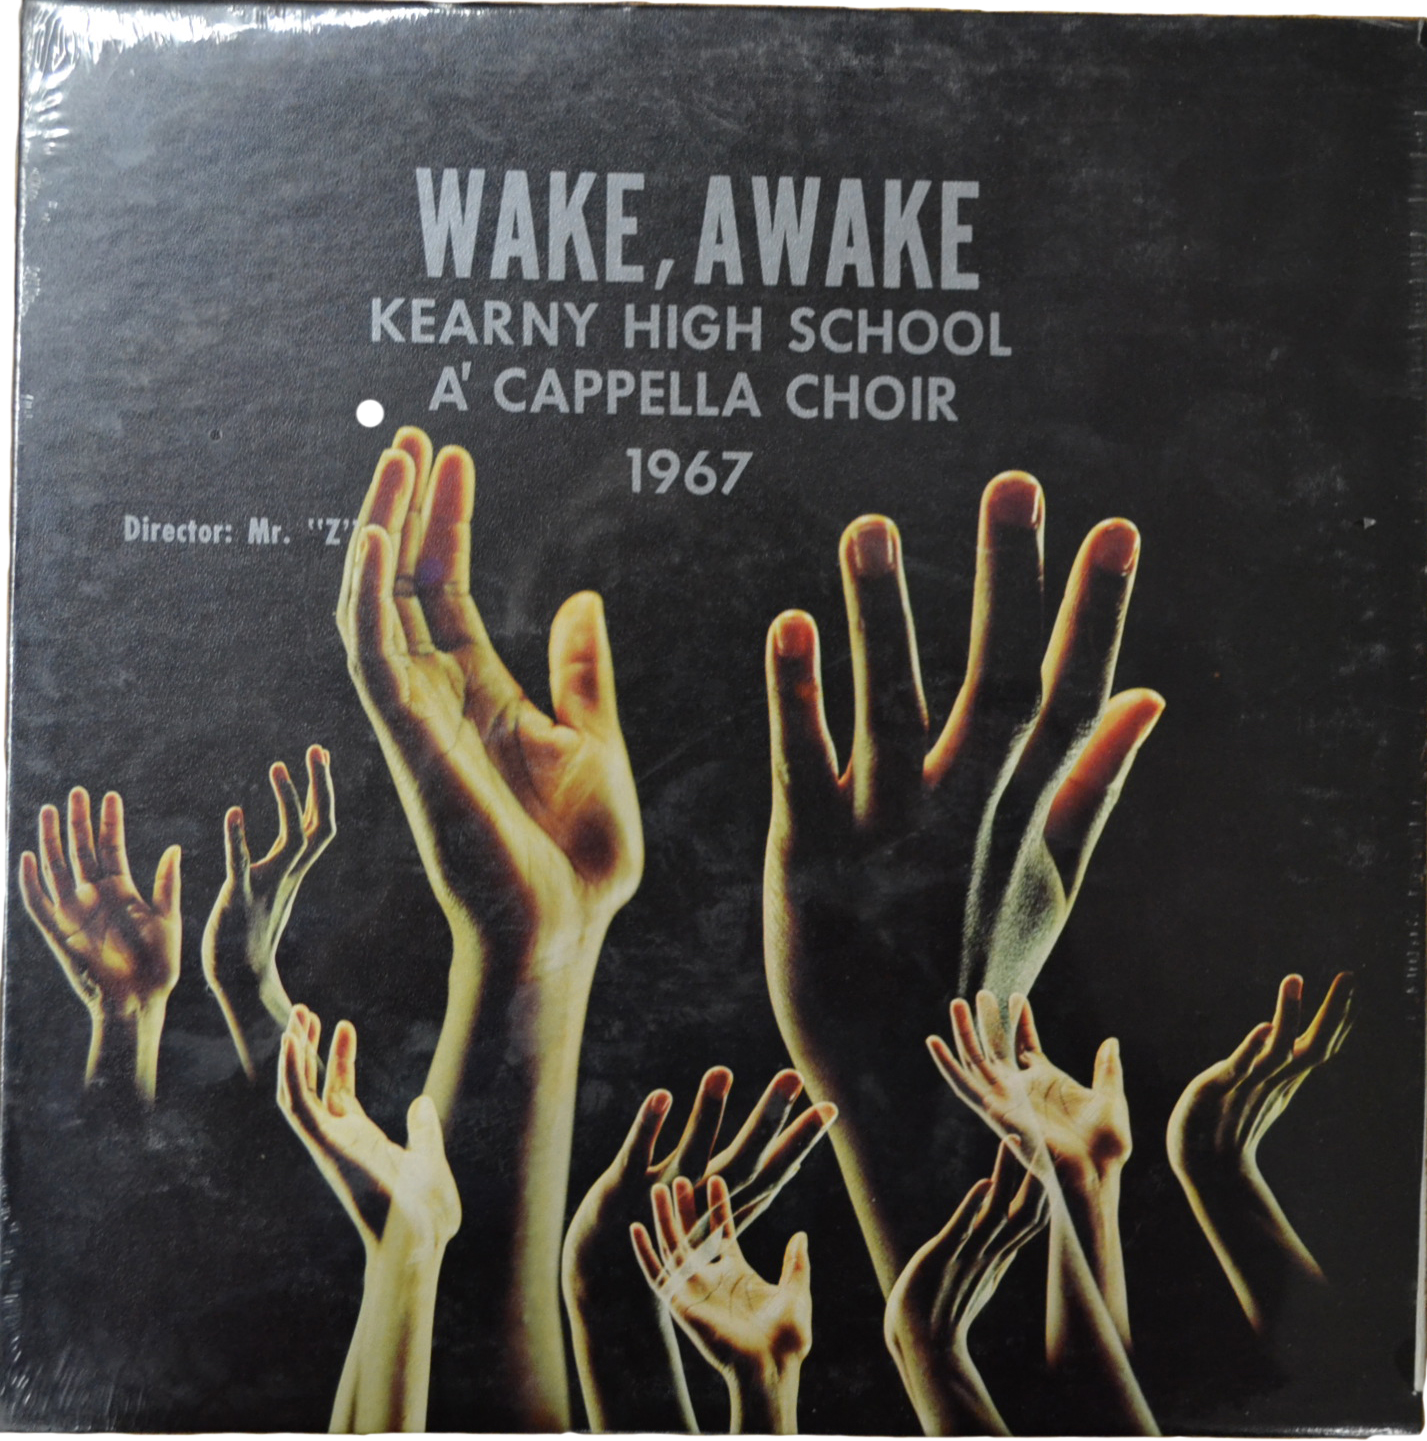 WAKE, AWAKE
KEARNY HIGH SCHOOL
A' CAPPELLA CHOIR
1967
Director: Mr. "Z"